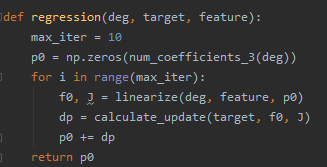 def regression(deg, target, feature):
    max_iter = 10
    p0 = np.zeros(num_coefficients_3(deg))
    for i in range(max_iter):
        f0, J = linearize(deg, feature, p0)
        dp = calculate_update(target, f0, J)
        p0 += dp
    return p0